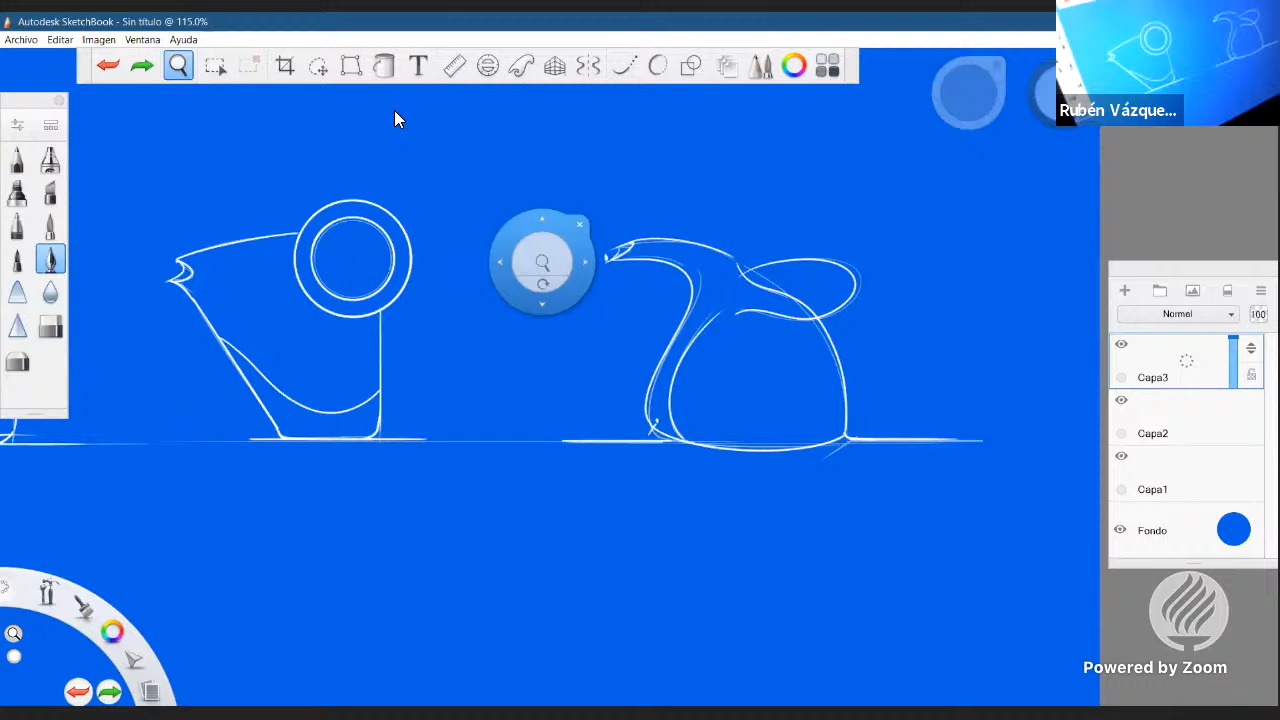 Autodesk SketchBook - Sin título @ 115.0%
Archivo Editar Imagen Ventana Ayuda
T
Rubén Vázque...
Normal
100
Capa3
Capa2
Capa1
Fondo
Powered by Zoom